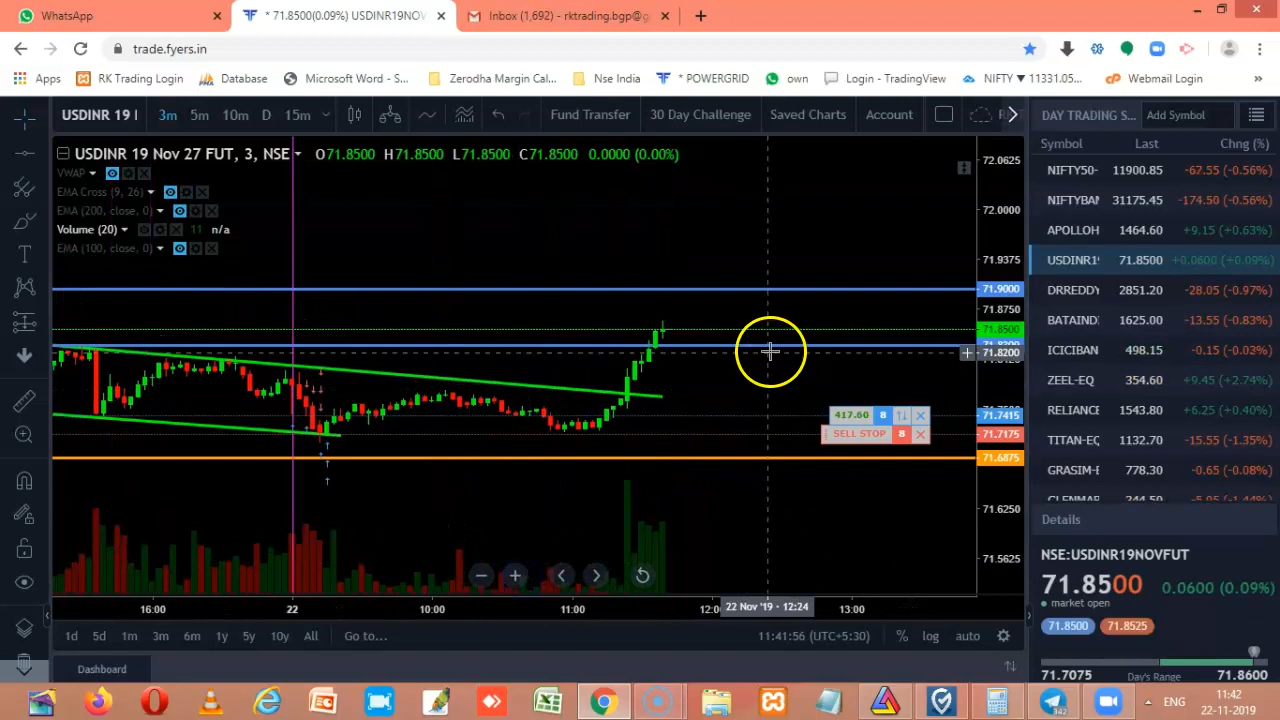 WhatsApp
* 71.8500(0.09%) USDINR19NOV
Inbox (1,692) - rktrading.bgp@g
trade.fyers.in
Apps
RK Trading Login
Database
Microsoft Word - S...
Zerodha Margin Cal...
Nse India
* POWERGRID
own
Login - TradingView
NIFTY ▼ 11331.05...
Webmail Login
»
USDINR 19
3m
5m
10m
D
15m
Fund Transfer
30 Day Challenge
Saved Charts
Account
DAY TRADING S...
Add Symbol
USDINR 19 Nov 27 FUT, 3, NSE
O71.8500 H71.8500 L71.8500 C71.8500 0.0000 (0.00%)
VWAP
EMA Cross (9, 26)
EMA (200, close, 0)
Volume (20)
11 n/a
EMA (100, close, 0)
72.0625
72.0000
71.9375
71.9000
71.8750
71.8500
71.8200
71.7415
71.7175
71.6875
71.6250
71.5625
417.60 8
SELL STOP 8
16:00
22
10:00
11:00
12:0
22 Nov '19 - 12:24
13:00
1d
5d
1m
3m
6m
1y
5y
10y
All
Go to...
11:41:56 (UTC+5:30)
%
log
auto
Dashboard
Symbol Last Chng (%)
NIFTY50- 11900.85 -67.55 (-0.56%)
NIFTYBAN 31175.45 -174.50 (-0.56%)
APOLLOH 1464.60 +9.15 (+0.63%)
USDINR1 71.8500 +0.0600 (+0.09%)
DRREDDY 2851.20 -28.05 (-0.97%)
BATAIND 1625.00 -13.55 (-0.83%)
ICICIBAN 498.15 -0.15 (-0.03%)
ZEEL-EQ 354.60 +9.45 (+2.74%)
RELIANCE 1543.80 +6.25 (+0.40%)
TITAN-EQ 1132.70 -15.55 (-1.35%)
GRASIM-E 778.30 -0.65 (-0.08%)
Details
NSE:USDINR19NOVFUT
71.8500 0.0600 (0.09%)
market open
71.8500 71.8525
71.7075 Day's Range 71.8600
342
ENG
11:42
22-11-2019